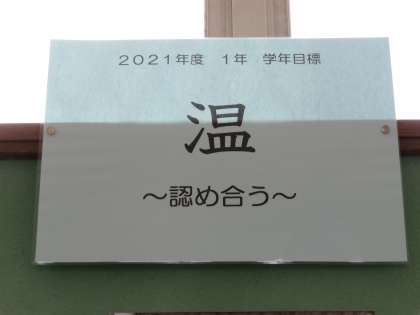 ２０２１年度　１年　学年目標
温
～認め合う～